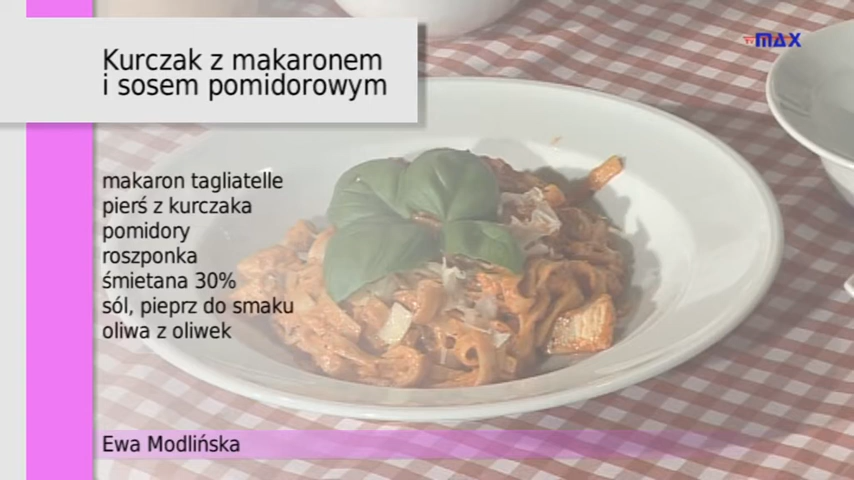 TV MAX
Kurczak z makaronem
i sosem pomidorowym
makaron tagliatelle
pierś z kurczaka
pomidory
roszponka
śmietana 30%
sól, pieprz do smaku
oliwa z oliwek
Ewa Modlińska